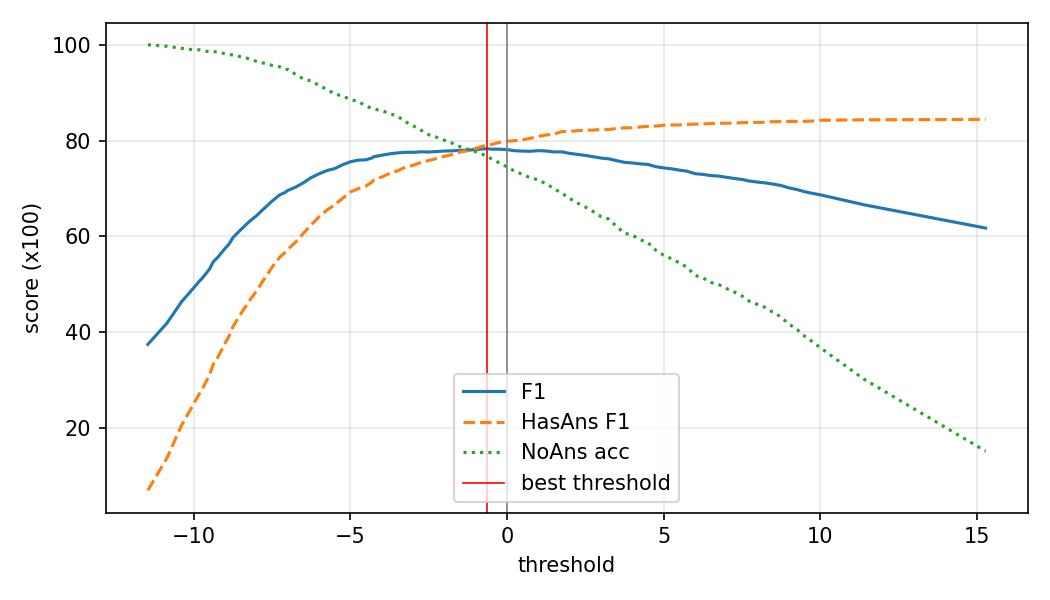 100
80
60
40
20
score (x100)
F1
HasAns F1
NoAns acc
best threshold
−10
−5
0
5
10
15
threshold